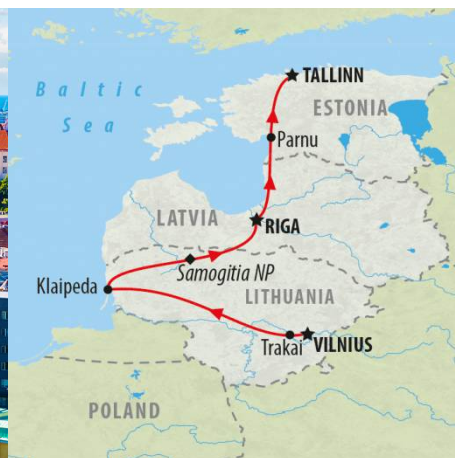 TALLINN
Baltic
Sea
ESTONIA
Parnu
LATVIA
RIGA
Samogitia NP
Klaipeda
LITHUANIA
Trakai
VILNIUS
POLAND